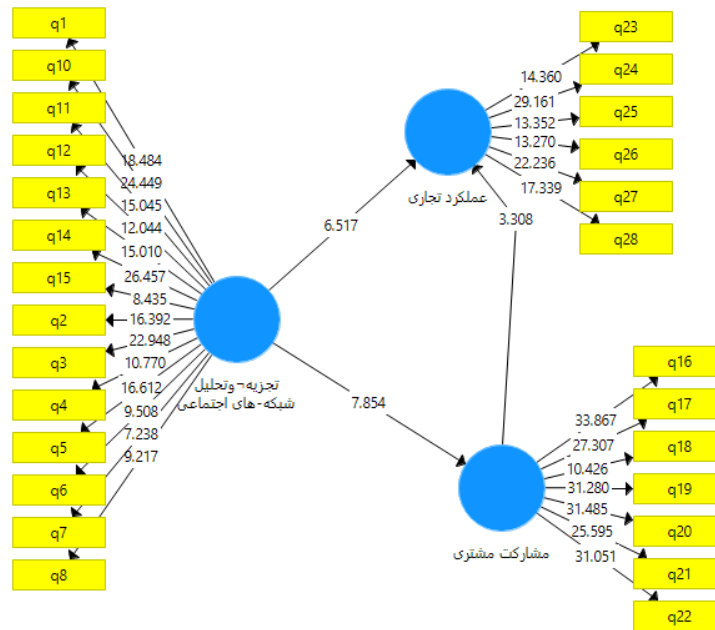 q1
q10
q11
q12
q13
q14
q15
q2
q3
q4
q5
q6
q7
q8
18.484
24.449
15.045
12.044
15.010
26.457
8.435
16.392
22.948
10.770
16.612
9.508
7.238
9.217
تجزیه¬وتحلیل
شبکه-های اجتماعی
6.517
7.854
3.308
عملکرد تجاری
14.360
29.161
13.352
13.270
22.236
17.339
q23
q24
q25
q26
q27
q28
مشارکت مشتری
33.867
27.307
10.426
31.280
31.485
25.595
31.051
q16
q17
q18
q19
q20
q21
q22